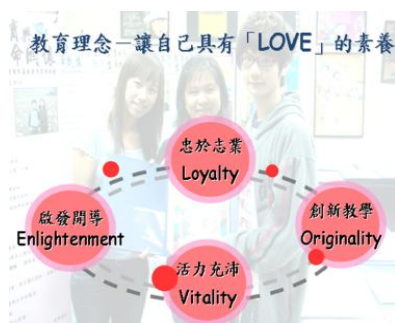 教育理念－讓自己具有「LOVE」的素養
忠於志業
Loyalty
啟發開導
Enlightenment
創新教學
Originality
活力充沛
Vitality